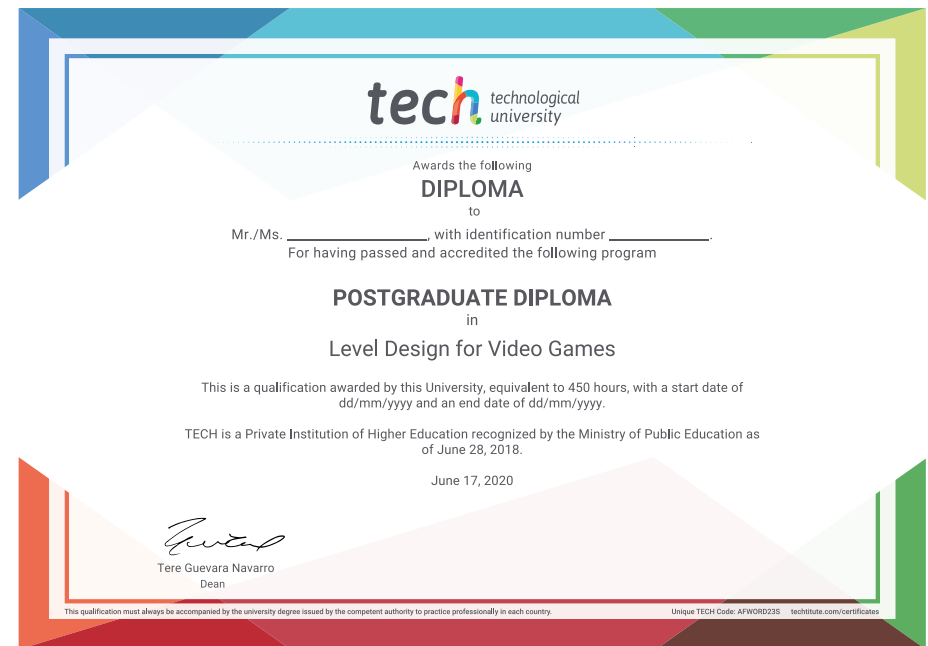 tech technological
university
Awards the following
DIPLOMA
to
Mr./Ms. ____________________, with identification number ______________.
For having passed and accredited the following program
POSTGRADUATE DIPLOMA
in
Level Design for Video Games
This is a qualification awarded by this University, equivalent to 450 hours, with a start date of
dd/mm/yyyy and an end date of dd/mm/yyyy.
TECH is a Private Institution of Higher Education recognized by the Ministry of Public Education as
of June 28, 2018.
June 17, 2020
Tere Guevara Navarro
Dean
This qualification must always be accompanied by the university degree issued by the competent authority to practice professionally in each country. Unique TECH Code: AFWORD23S techtitute.com/certificates